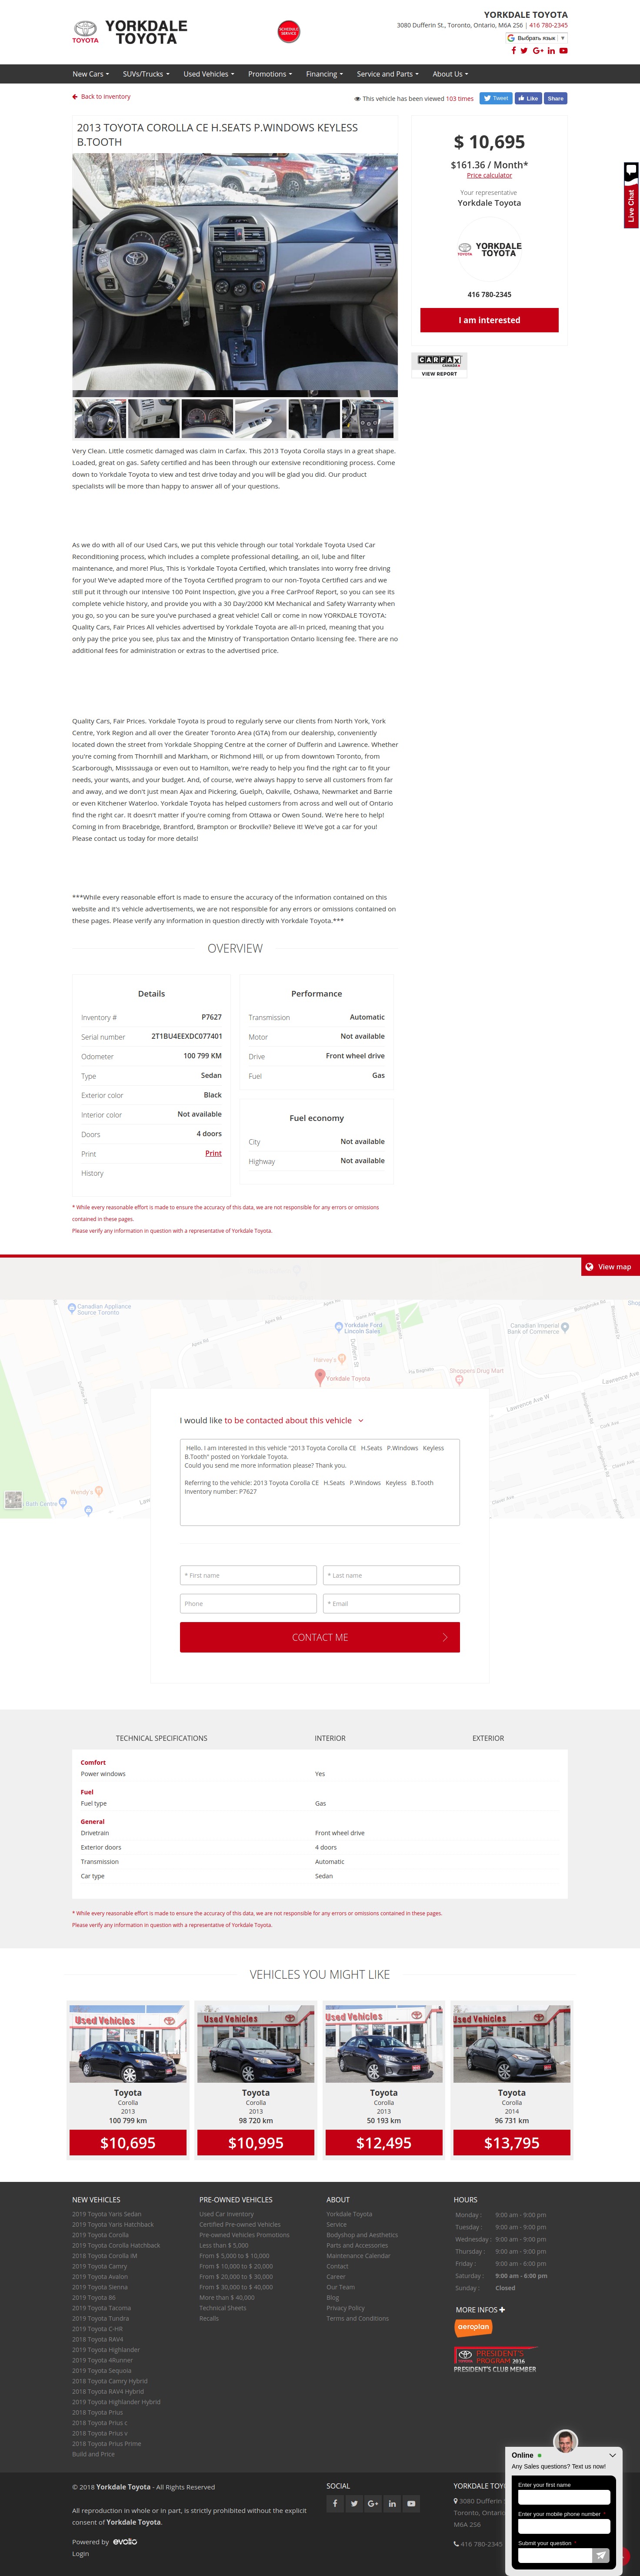 YORKDALE
TOYOTA
TOYOTA
SCHEDULE
SERVICE
YORKDALE TOYOTA
3080 Dufferin St., Toronto, Ontario, M6A 2S6 | 416 780-2345
Выбрать язык ▼
New Cars SUVs/Trucks Used Vehicles Promotions Financing Service and Parts About Us
Back to inventory
This vehicle has been viewed 103 times
Tweet Like Share
2013 TOYOTA COROLLA CE H.SEATS P.WINDOWS KEYLESS
B.TOOTH
$ 10,695
$161.36 / Month*
Price calculator
Your representative
Yorkdale Toyota
YORKDALE
TOYOTA
TOYOTA
416 780-2345
I am interested
CARFAX
CANADA
VIEW REPORT
Live Chat
Very Clean. Little cosmetic damaged was claim in Carfax. This 2013 Toyota Corolla stays in a great shape.
Loaded, great on gas. Safety certified and has been through our extensive reconditioning process. Come
down to Yorkdale Toyota to view and test drive today and you will be glad you did. Our product
specialists will be more than happy to answer all of your questions.
As we do with all of our Used Cars, we put this vehicle through our total Yorkdale Toyota Used Car
Reconditioning process, which includes a complete professional detailing, an oil, lube and filter
maintenance, and more! Plus, This is Yorkdale Toyota Certified, which translates into worry free driving
for you! We've adapted more of the Toyota Certified program to our non-Toyota Certified cars and we
still put it through our intensive 100 Point Inspection, give you a Free CarProof Report, so you can see its
complete vehicle history, and provide you with a 30 Day/2000 KM Mechanical and Safety Warranty when
you go, so you can be sure you've purchased a great vehicle! Call or come in now YORKDALE TOYOTA:
Quality Cars, Fair Prices All vehicles advertised by Yorkdale Toyota are all-in priced, meaning that you
only pay the price you see, plus tax and the Ministry of Transportation Ontario licensing fee. There are no
additional fees for administration or extras to the advertised price.
Quality Cars, Fair Prices. Yorkdale Toyota is proud to regularly serve our clients from North York, York
Centre, York Region and all over the Greater Toronto Area (GTA) from our dealership, conveniently
located down the street from Yorkdale Shopping Centre at the corner of Dufferin and Lawrence. Whether
you're coming from Thornhill and Markham, or Richmond Hill, or up from downtown Toronto, from
Scarborough, Mississauga or even out to Hamilton, we're ready to help you find the right car to fit your
needs, wants, and your budget. And, of course, we're always happy to serve all customers from far
and away, and we don't just mean Ajax and Pickering, Guelph, Oakville, Oshawa, Newmarket and Barrie
or even Kitchener Waterloo. Yorkdale Toyota has helped customers from across and well out of Ontario
find the right car. It doesn't matter if you're coming from Ottawa or Owen Sound. We're here to help!
Coming in from Bracebridge, Brantford, Brampton or Brockville? Believe it! We've got a car for you!
Please contact us today for more details!
***While every reasonable effort is made to ensure the accuracy of the information contained on this
website and it's vehicle advertisements, we are not responsible for any errors or omissions contained on
these pages. Please verify any information in question directly with Yorkdale Toyota.***
OVERVIEW
Details
Inventory # P7627
Serial number 2T1BU4EEXDC077401
Odometer 100 799 KM
Type Sedan
Exterior color Black
Interior color Not available
Doors 4 doors
Print Print
History
Performance
Transmission Automatic
Motor Not available
Drive Front wheel drive
Fuel Gas
Fuel economy
City Not available
Highway Not available
* While every reasonable effort is made to ensure the accuracy of this data, we are not responsible for any errors or omissions
contained in these pages.
Please verify any information in question with a representative of Yorkdale Toyota.
View map
Canadian Appliance
Source Toronto
Yorkdale Ford
Lincoln Sales
Canadian Imperial
Bank of Commerce
Harvey's
Yorkdale Toyota
Shoppers Drug Mart
Dufferin St
Apex Rd
Lawrence Ave W
Wendy's
Barn Centre
I would like to be contacted about this vehicle
Hello. I am interested in this vehicle "2013 Toyota Corolla CE H.Seats P.Windows Keyless
B.Tooth" posted on Yorkdale Toyota.
Could you send me more information please? Thank you.
Referring to the vehicle: 2013 Toyota Corolla CE H.Seats P.Windows Keyless B.Tooth
Inventory number: P7627
* First name * Last name
Phone * Email
CONTACT ME
TECHNICAL SPECIFICATIONS INTERIOR EXTERIOR
Comfort
Power windows Yes
Fuel
Fuel type Gas
General
Drivetrain Front wheel drive
Exterior doors 4 doors
Transmission Automatic
Car type Sedan
* While every reasonable effort is made to ensure the accuracy of this data, we are not responsible for any errors or omissions contained in these pages.
Please verify any information in question with a representative of Yorkdale Toyota.
VEHICLES YOU MIGHT LIKE
Used Vehicles
Toyota
Corolla
2013
100 799 km
$10,695
Used Vehicles
Toyota
Corolla
2013
98 720 km
$10,995
Used Vehicles
Toyota
Corolla
2013
50 193 km
$12,495
Used Vehicles
Toyota
Corolla
2014
96 731 km
$13,795
NEW VEHICLES
2019 Toyota Yaris Sedan
2019 Toyota Yaris Hatchback
2019 Toyota Corolla
2019 Toyota Corolla Hatchback
2018 Toyota Corolla IM
2019 Toyota Camry
2019 Toyota Avalon
2019 Toyota Sienna
2019 Toyota 86
2019 Toyota Tacoma
2019 Toyota Tundra
2019 Toyota C-HR
2018 Toyota RAV4
2019 Toyota Highlander
2019 Toyota 4Runner
2019 Toyota Sequoia
2018 Toyota Camry Hybrid
2018 Toyota RAV4 Hybrid
2019 Toyota Highlander Hybrid
2018 Toyota Prius
2018 Toyota Prius c
2018 Toyota Prius v
2018 Toyota Prius Prime
Build and Price
PRE-OWNED VEHICLES
Used Car Inventory
Certified Pre-owned Vehicles
Pre-owned Vehicles Promotions
Less than $ 5,000
From $ 5,000 to $ 10,000
From $ 10,000 to $ 20,000
From $ 20,000 to $ 30,000
From $ 30,000 to $ 40,000
More than $ 40,000
Technical Sheets
Recalls
ABOUT
Yorkdale Toyota
Service
Bodyshop and Aesthetics
Parts and Accessories
Maintenance Calendar
Contact
Career
Our Team
Blog
Privacy Policy
Terms and Conditions
HOURS
Monday : 9:00 am - 9:00 pm
Tuesday : 9:00 am - 9:00 pm
Wednesday : 9:00 am - 9:00 pm
Thursday : 9:00 am - 9:00 pm
Friday : 9:00 am - 6:00 pm
Saturday : 9:00 am - 6:00 pm
Sunday : Closed
MORE INFOS
aeroplan
PRESIDENT'S
PROGRAM 2016
PRESIDENT'S CLUB MEMBER
© 2018 Yorkdale Toyota - All Rights Reserved
All reproduction in whole or in part, is strictly prohibited without the explicit
consent of Yorkdale Toyota.
Powered by evolio
Login
SOCIAL
YORKDALE TOYO
3080 Dufferin
Toronto, Ontario
M6A 2S6
416 780-2345
Online
Any Sales questions? Text us now!
Enter your first name
Enter your mobile phone number *
Submit your question *